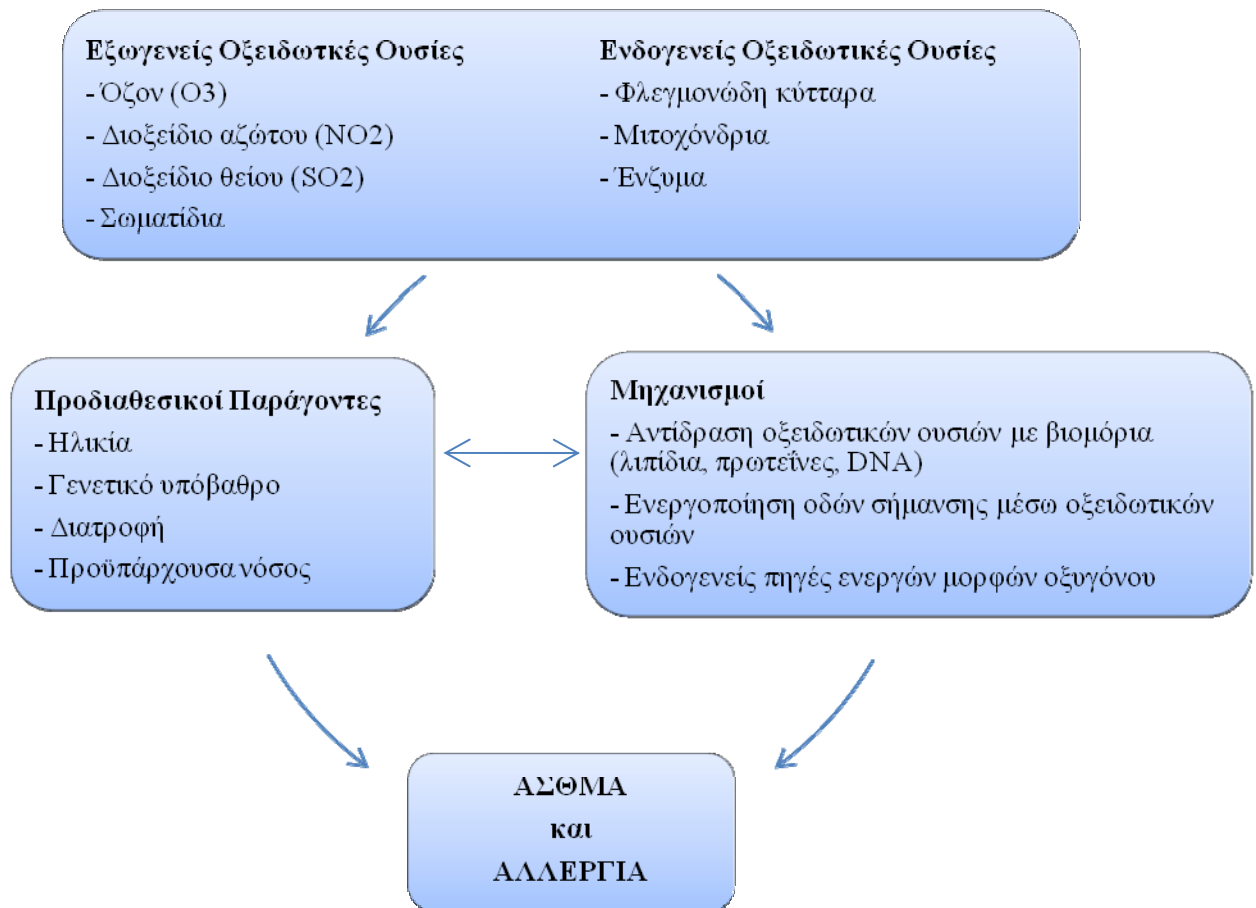 Εξωγενείς Οξειδωτκές Ουσίες
- Όζον (Ο3)
- Διοξείδιο αζώτου (NO2)
- Διοξείδιο θείου (SO2)
- Σωματίδια
Ενδογενείς Οξειδωτικές Ουσίες
- Φλεγμονώδη κύτταρα
- Μιτοχόνδρια
- Ένζυμα
Προδιαθεσικοί Παράγοντες
- Ηλικία
- Γενετικό υπόβαθρο
- Διατροφή
- Προϋπάρχουσα νόσος
Μηχανισμοί
- Αντίδραση οξειδωτικών ουσιών με βιομόρια
(λιπίδια, πρωτεΐνες, DNA)
- Ενεργοποίηση οδών σήμανσης μέσω οξειδωτικών
ουσιών
- Ενδογενείς πηγές ενεργών μορφών οξυγόνου
ΑΣΘΜΑ
και
ΑΛΛΕΡΓΙΑ